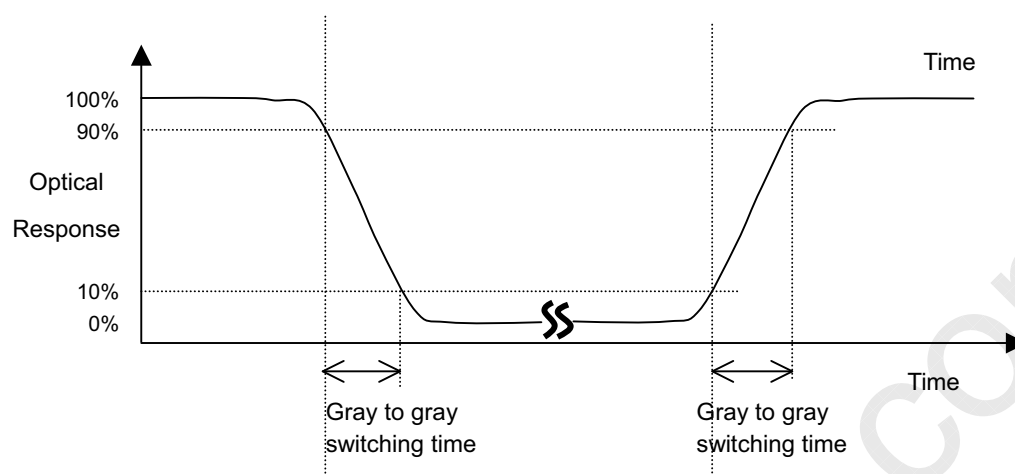 Time
100%
90%
Optical
Response
10%
0%
Time
Gray to gray
switching time
Gray to gray
switching time